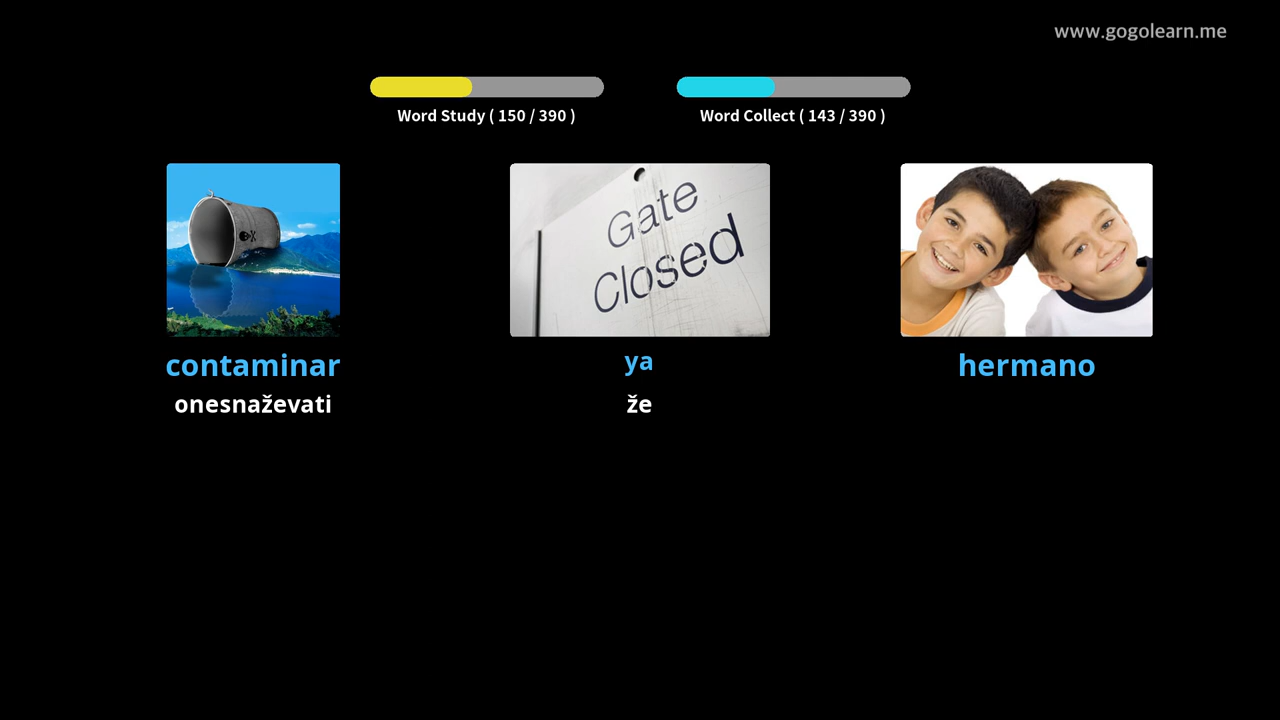 www.gogolearn.me
Word Study ( 150 / 390 )
Word Collect ( 143 / 390 )
Gate
Closed
contaminar
onesnaževati
ya
že
hermano